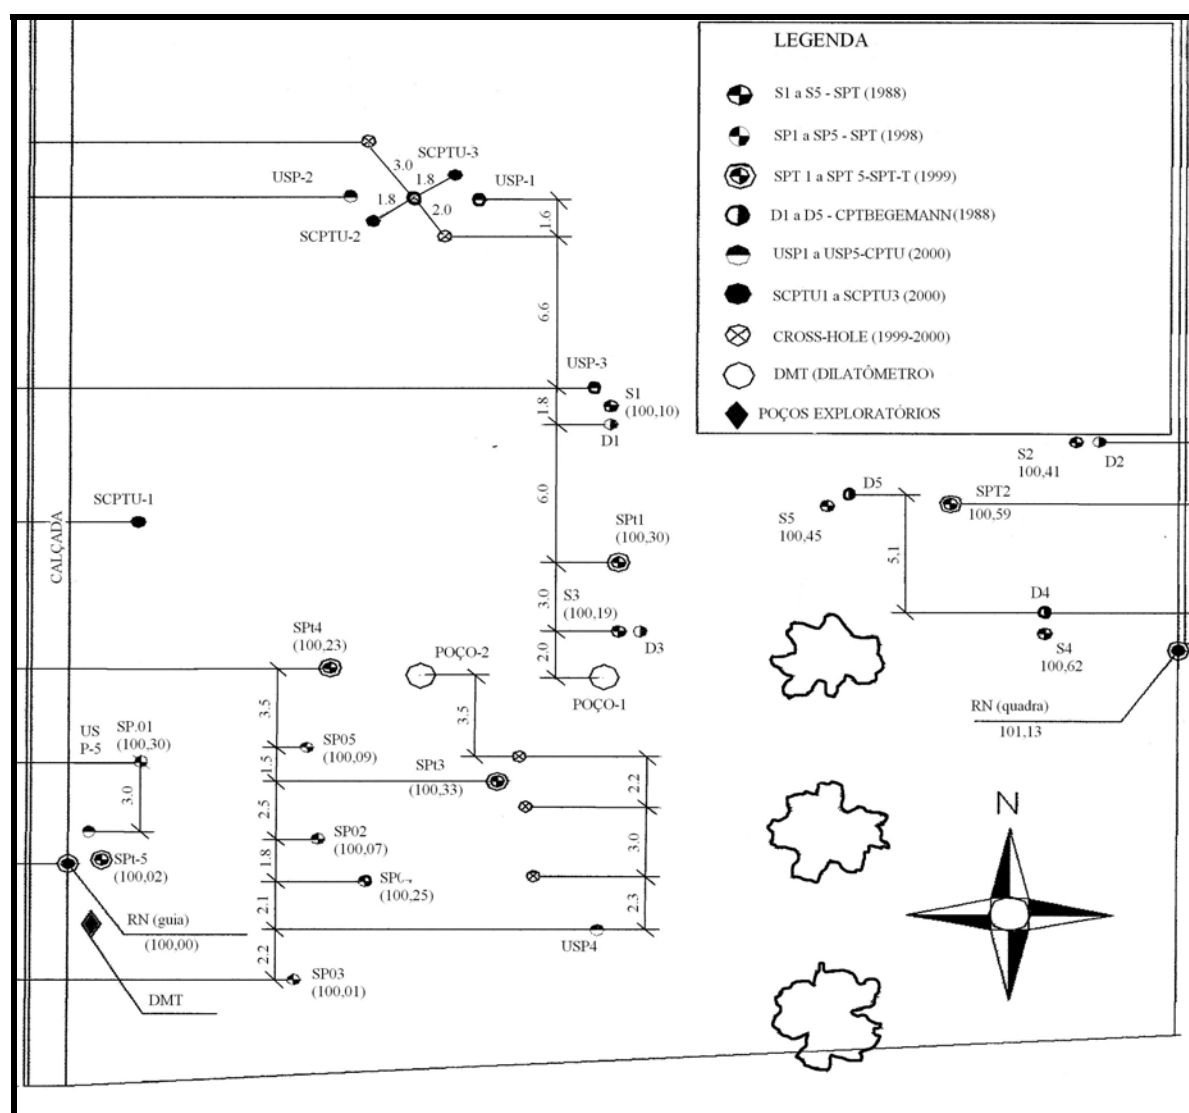 LEGENDA
S1 a S5 - SPT (1988)
SP1 a SP5 - SPT (1998)
SPT 1 a SPT 5-SPT-T (1999)
D1 a D5 - CPTBEGEMANN (1988)
USP1 a USP5-CPTU (2000)
SCPTU1 a SCPTU3 (2000)
CROSS-HOLE (1999-2000)
DMT (DILATÔMETRO)
POÇOS EXPLORATÓRIOS
SCPTU-3
3.0
1.8
USP-2
USP-1
1.8
2.0
SCPTU-2
1.6
6.6
USP-3
S1
(100,10)
1.8
D1
S2
100,41
D2
SCPTU-1
CALÇADA
6.0
D5
SPT2
100,59
S5
100,45
SPt1
(100,30)
5,1
3.0
S3
(100,19)
D3
D4
S4
100,62
2.0
SPt4
(100,23)
POÇO-2
POÇO-1
RN (quadra)
101,13
3.5
3.5
US
P-5
SP.01
(100,30)
SP05
(100,09)
1.5
SPt3
(100,33)
2.2
3.0
2.5
SP02
(100,07)
N
3.0
SPt-5
(100,02)
1.8
(100,25)
2.1
2.3
RN (guia)
(100,00)
USP4
2.2
SP03
(100,01)
DMT